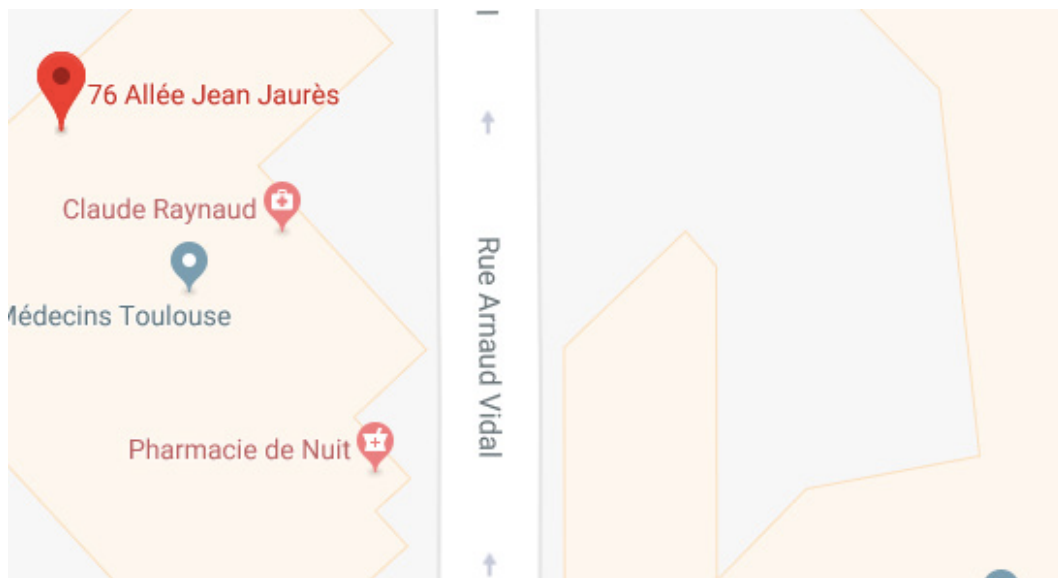 76 Allée Jean Jaurès
Claude Raynaud
Médecins Toulouse
Rue Arnaud Vidal
Pharmacie de Nuit